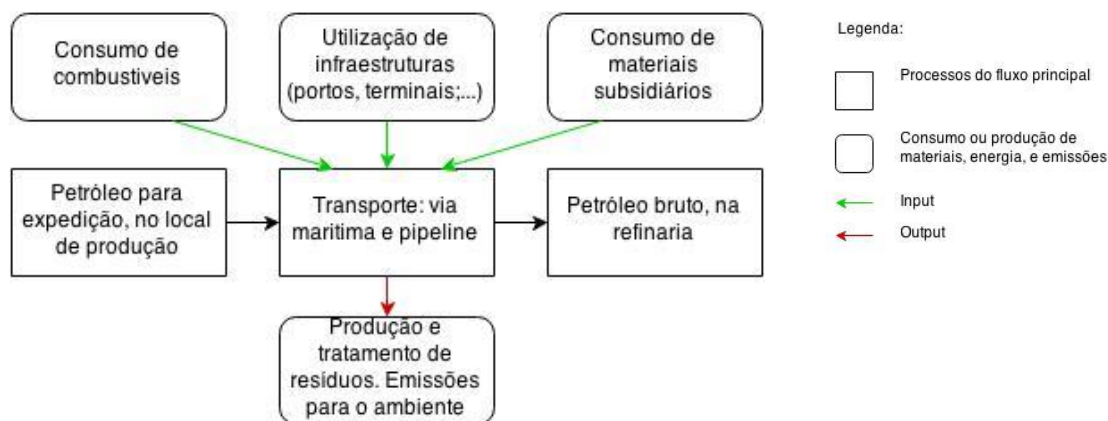 Consumo de
combustiveis
Utilização de
infraestruturas
(portos, terminais;...)
Consumo de
materiais
subsidiários
Petróleo para
expedição, no local
de produção
Transporte: via
maritima e pipeline
Petróleo bruto, na
refinaria
Produção e
tratamento de
resíduos. Emissões
para o ambiente
Legenda:
Processos do fluxo principal
Consumo ou produção de
materiais, energia, e emissões
Input
Output